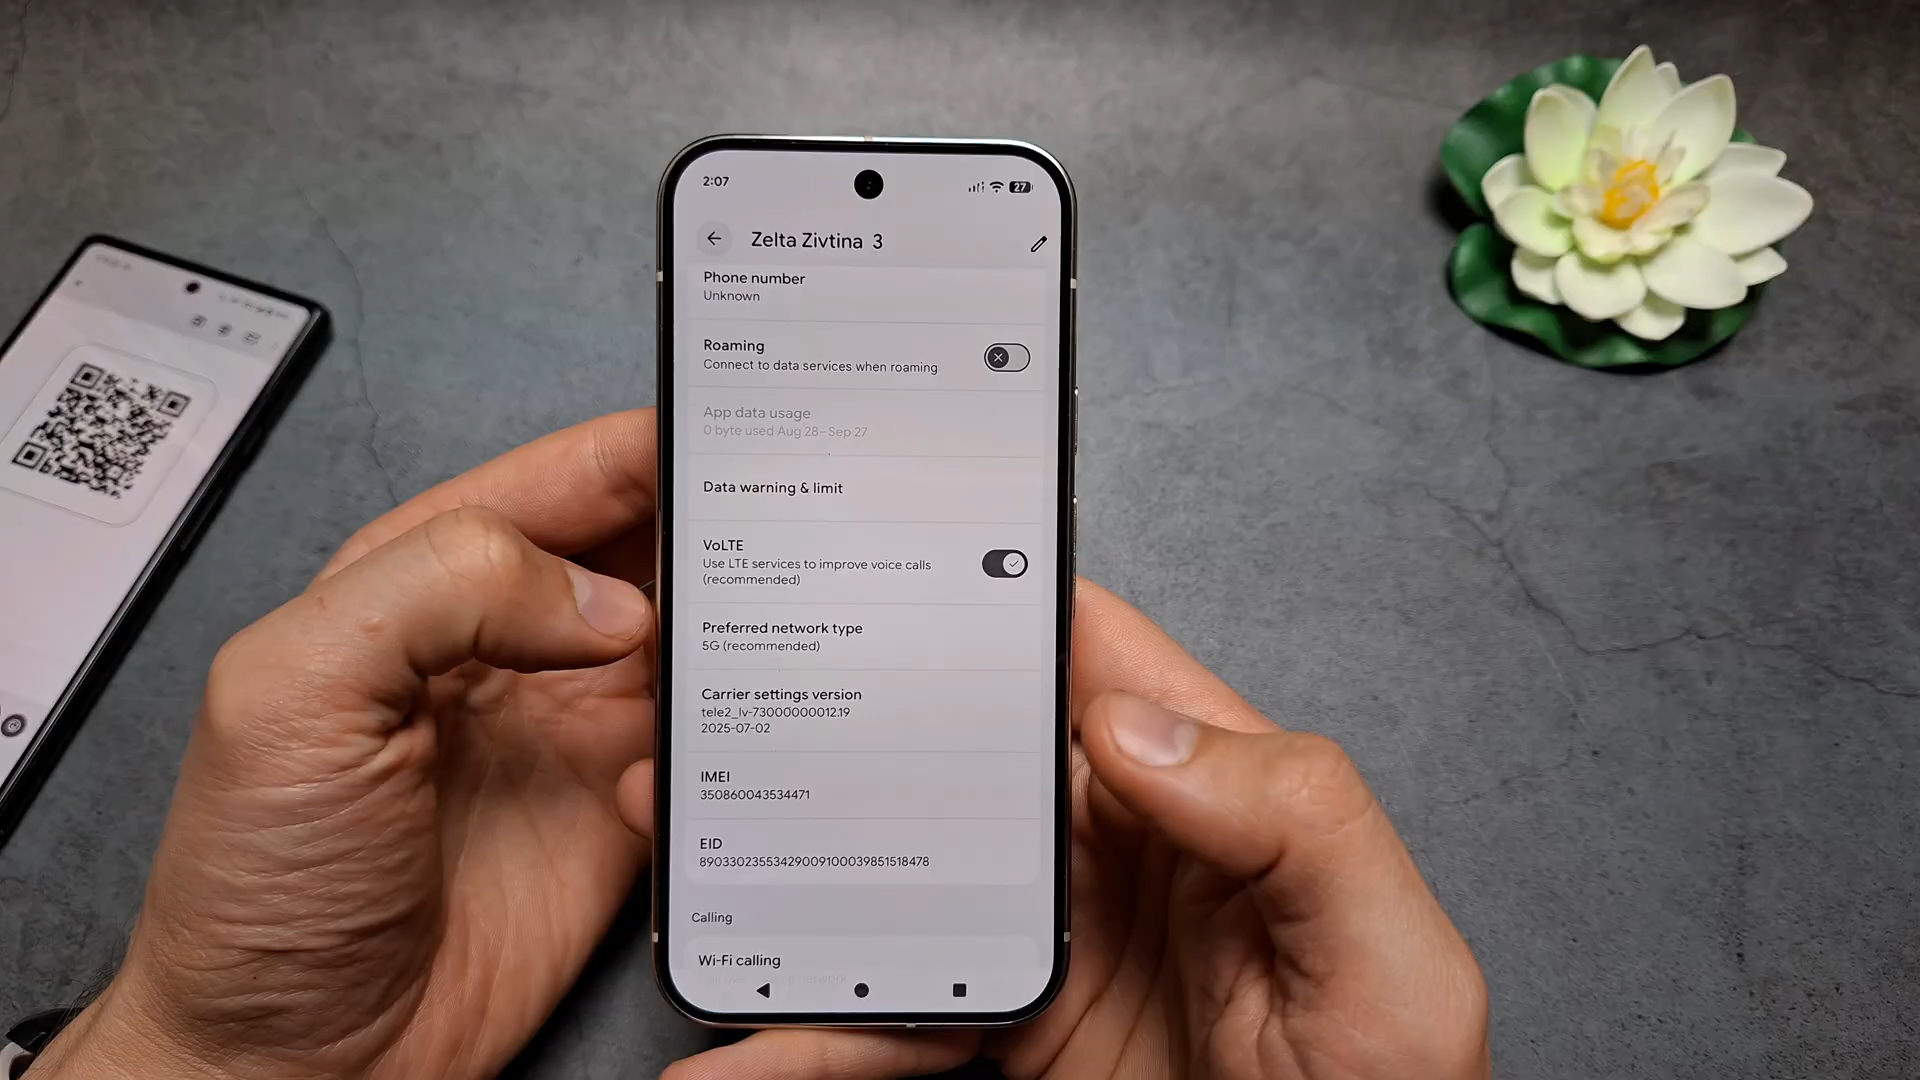 2:07
27
Zelta Zivtina 3
Phone number
Unknown
Roaming
Connect to data services when roaming
App data usage
0 byte used Aug 28–Sep 27
Data warning & limit
VoLTE
Use LTE services to improve voice calls
(recommended)
Preferred network type
5G (recommended)
Carrier settings version
tele2_lv-73000000012.19
2025-07-02
IMEI
350860043534471
EID
89033023553429009100039851518478
Calling
Wi-Fi calling